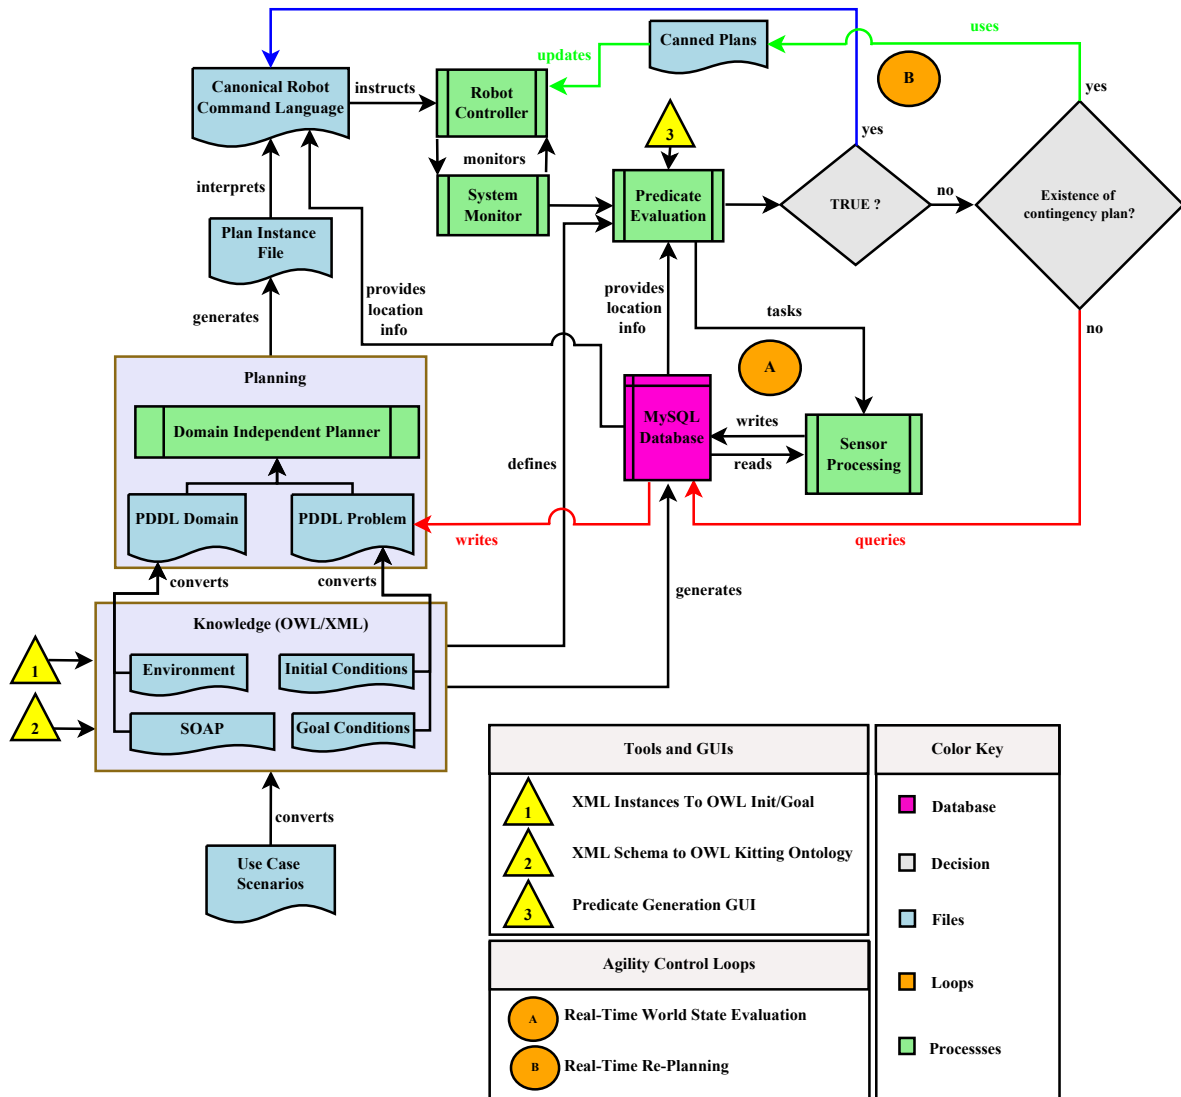 Canned Plans
uses
updates
B
Canonical Robot
Command Language
instructs
Robot
Controller
yes
yes
3
monitors
interprets
System
Monitor
Predicate
Evaluation
TRUE ?
no
Existence of
contingency plan?
Plan Instance
File
provides
location
info
provides
location
info
generates
tasks
no
A
Planning
Domain Independent Planner
MySQL
Database
writes
reads
Sensor
Processing
defines
PDDL Domain
PDDL Problem
writes
queries
converts
converts
generates
Knowledge (OWL/XML)
1
Environment
Initial Conditions
2
SOAP
Goal Conditions
converts
Use Case
Scenarios
Tools and GUIs
1
XML Instances To OWL Init/Goal
2
XML Schema to OWL Kitting Ontology
3
Predicate Generation GUI
Agility Control Loops
A
Real-Time World State Evaluation
B
Real-Time Re-Planning
Color Key
Database
Decision
Files
Loops
Processses